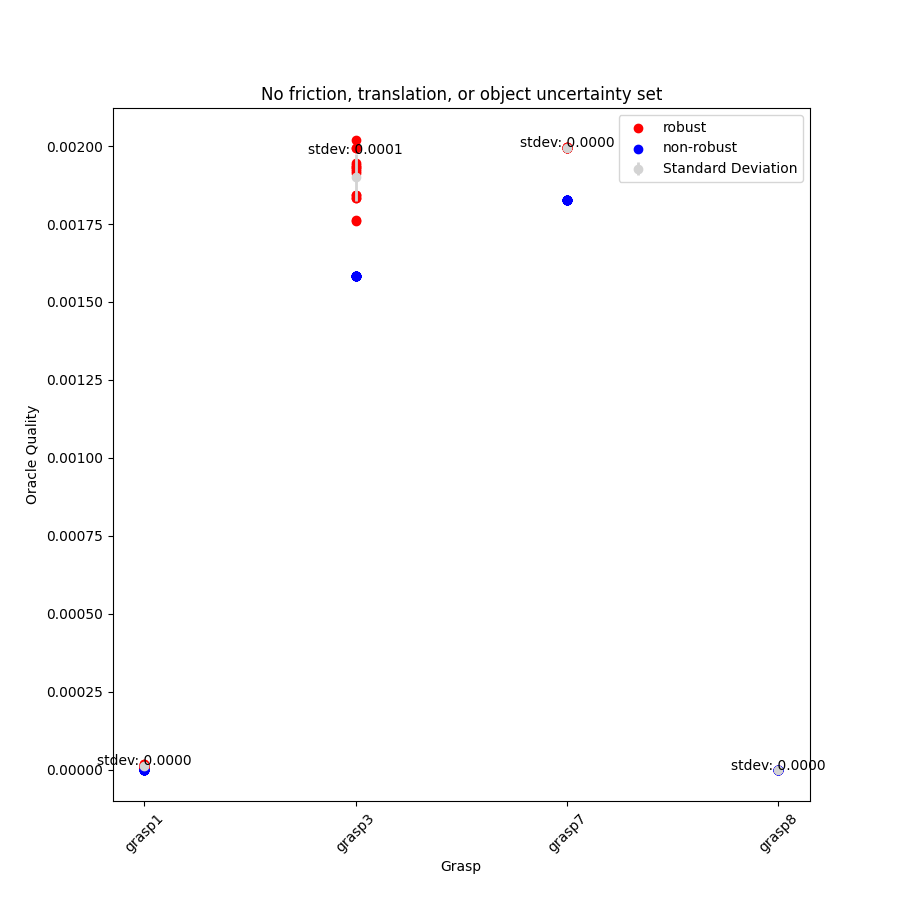 No friction, translation, or object uncertainty set
robust
non-robust
Standard Deviation
stdev: 0.0001
stdev: 0.0000
stdev: 0.0000
stdev: 0.0000
0.00200
0.00175
0.00150
0.00125
0.00100
0.00075
0.00050
0.00025
0.00000
Oracle Quality
grasp1
grasp3
grasp7
grasp8
Grasp